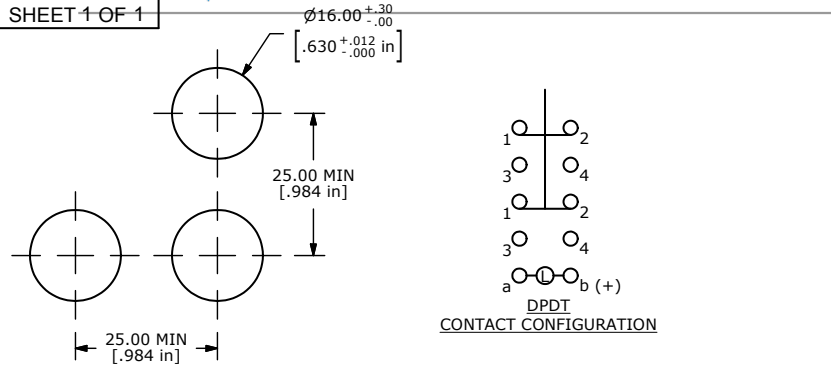 SHEET 1 OF 1
Ø16.00 +.30 -.00
[.630 +.012 -.000 in]
25.00 MIN
[.984 in]
25.00 MIN
[.984 in]
1 2
3 4
1 2
3 4
a L b (+)
DPDT
CONTACT CONFIGURATION